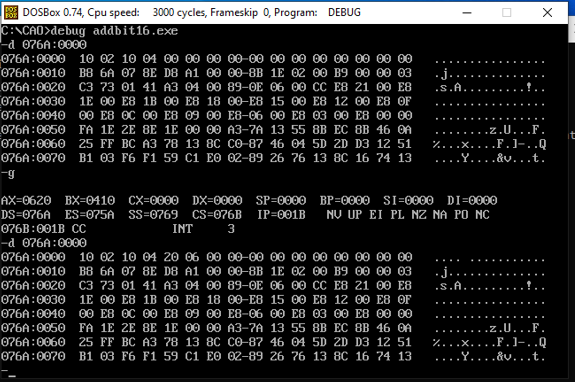 DOSBox 0.74, Cpu speed:    3000 cycles, Frameskip  0, Program:    DEBUG
C:\CAO>debug addbit16.exe
-d 076A:0000
076A:0000  10 02 10 04 00 00 00 00-00 00 00 00 00 00 00 00   ................
076A:0010  B8 6A 07 8E D8 A1 00 00-8B 1E 02 00 B9 00 00 03   .j..............
076A:0020  C3 73 01 41 A3 04 00 89-0E 06 00 CC E8 21 00 E8   .s.A.........!..
076A:0030  1E 00 E8 1B 00 E8 18 00-E8 15 00 E8 12 00 E8 0F   ................
076A:0040  00 E8 0C 00 E8 09 00 E8-06 00 E8 03 00 E8 00 00   ................
076A:0050  FA 1E 2E 8E 1E 00 00 A3-7A 13 55 8B EC 8B 46 0A   ........z.U...F.
076A:0060  25 FF BC A3 78 13 8C C0-87 46 04 5D 2D D3 12 51   %...x....F.]-..Q
076A:0070  B1 03 F6 F1 59 C1 E0 02-89 26 76 13 8C 16 74 13   ....Y....&v...t.
-g
AX=0620  BX=0410  CX=0000  DX=0000  SP=0000  BP=0000  SI=0000  DI=0000
DS=076A  ES=075A  SS=0769  CS=076B  IP=001B   NV UP EI PL NZ NA PO NC
076B:001B CC            INT     3
-d 076A:0000
076A:0000  10 02 10 04 20 06 00 00-00 00 00 00 00 00 00 00   .... ...........
076A:0010  B8 6A 07 8E D8 A1 00 00-8B 1E 02 00 B9 00 00 03   .j..............
076A:0020  C3 73 01 41 A3 04 00 89-0E 06 00 CC E8 21 00 E8   .s.A.........!..
076A:0030  1E 00 E8 1B 00 E8 18 00-E8 15 00 E8 12 00 E8 0F   ................
076A:0040  00 E8 0C 00 E8 09 00 E8-06 00 E8 03 00 E8 00 00   ................
076A:0050  FA 1E 2E 8E 1E 00 00 A3-7A 13 55 8B EC 8B 46 0A   ........z.U...F.
076A:0060  25 FF BC A3 78 13 8C C0-87 46 04 5D 2D D3 12 51   %...x....F.]-..Q
076A:0070  B1 03 F6 F1 59 C1 E0 02-89 26 76 13 8C 16 74 13   ....Y....&v...t.
-_